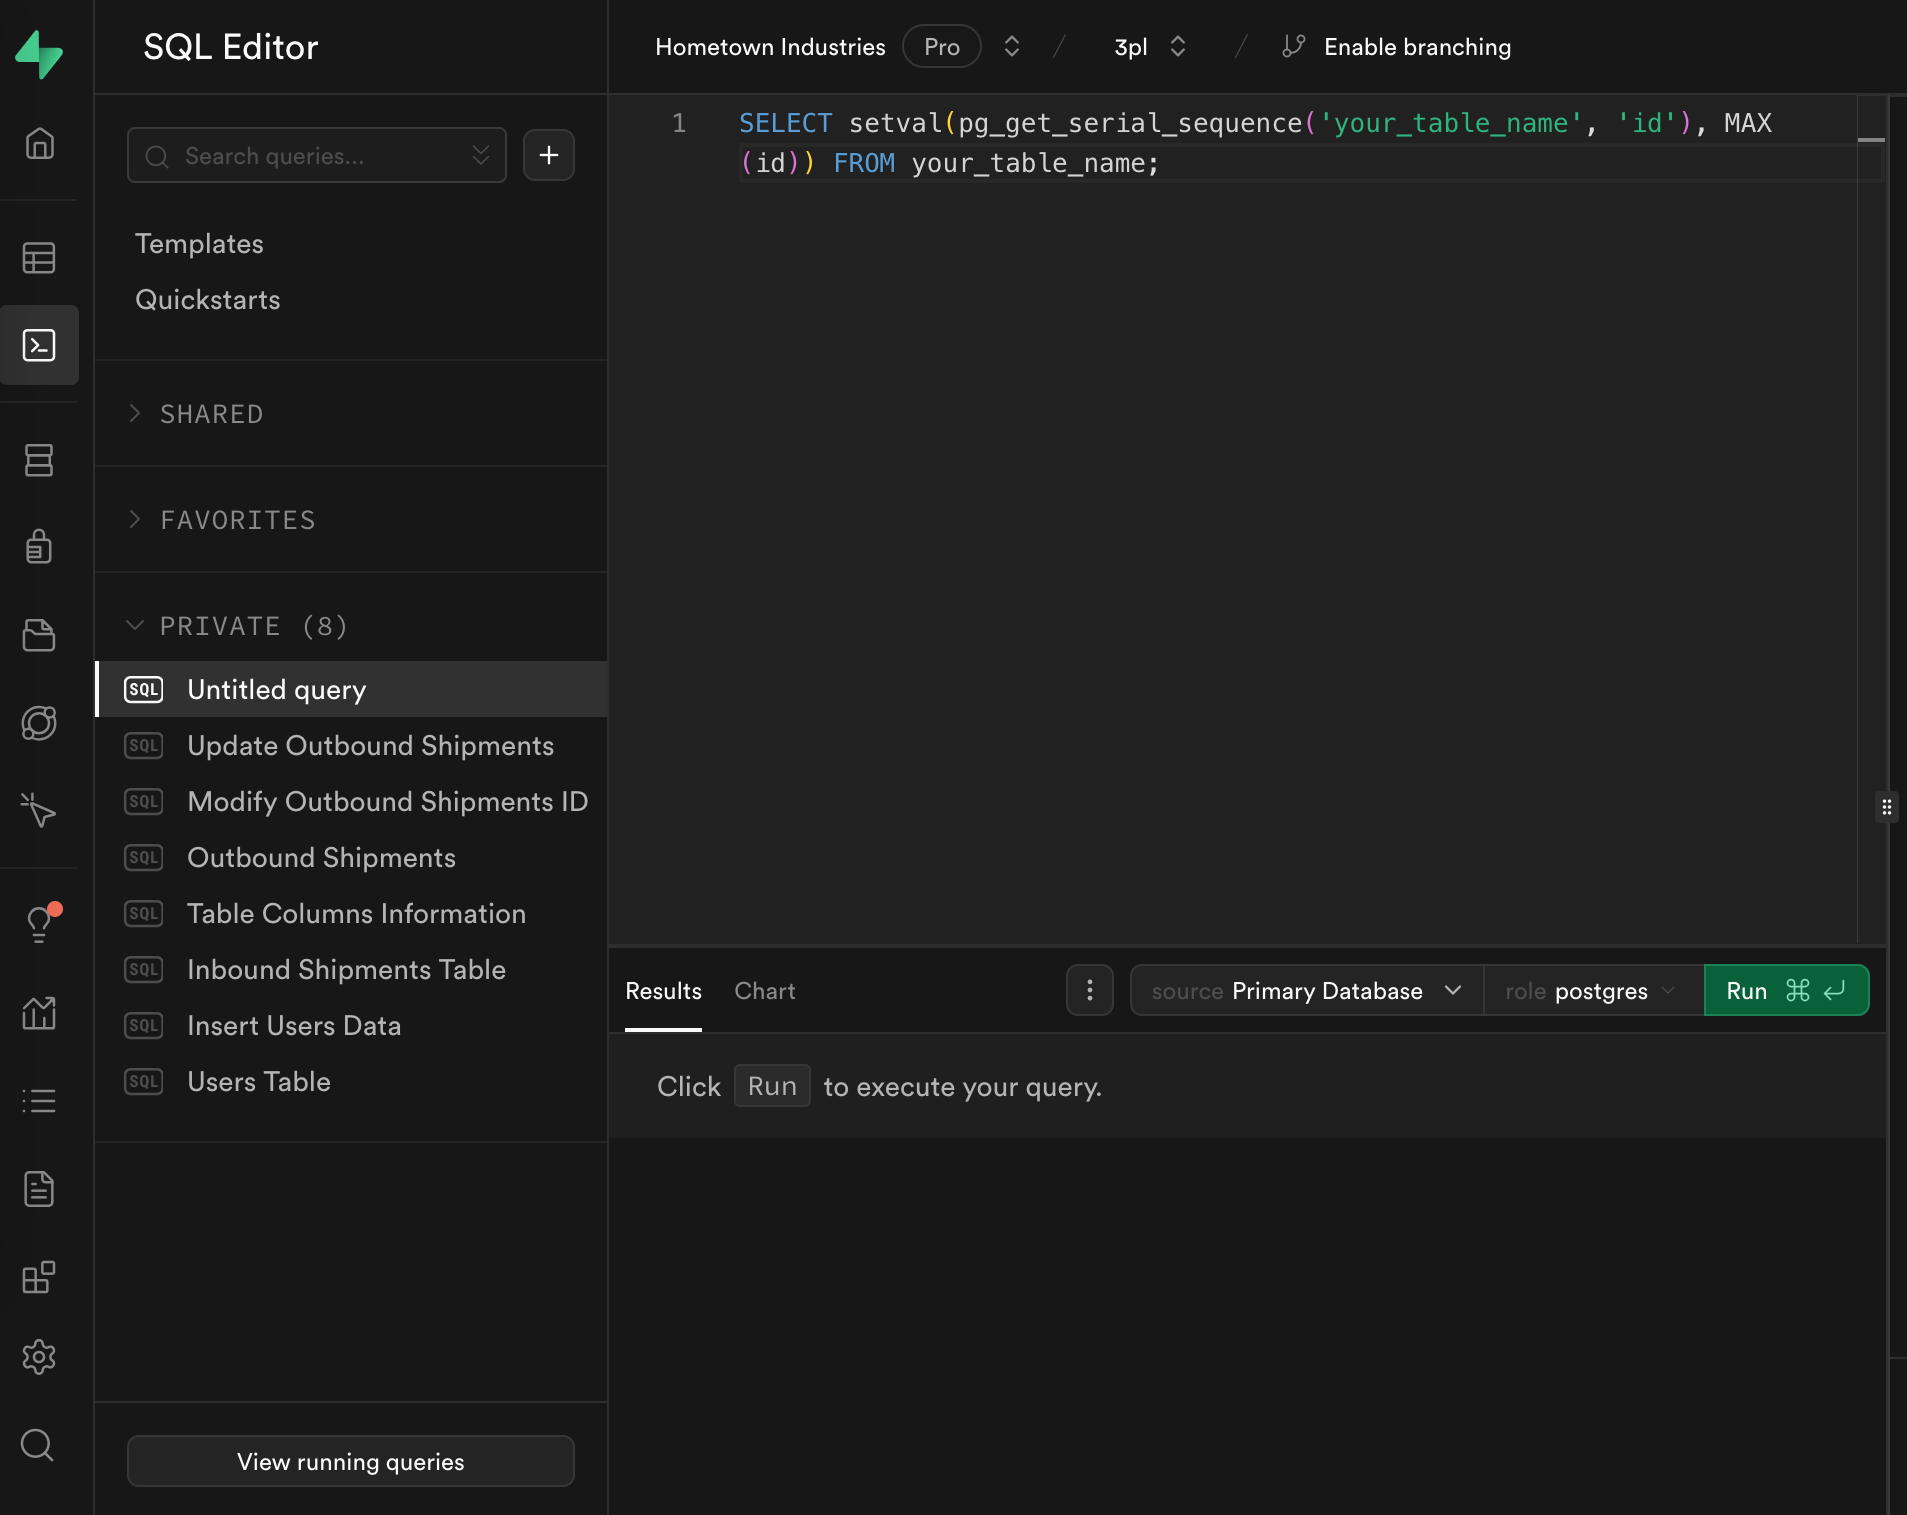 SQL Editor
Hometown Industries Pro / 3pl / Enable branching
Search queries...
Templates
Quickstarts
SHARED
FAVORITES
PRIVATE (8)
SQL Untitled query
SQL Update Outbound Shipments
SQL Modify Outbound Shipments ID
SQL Outbound Shipments
SQL Table Columns Information
SQL Inbound Shipments Table
SQL Insert Users Data
SQL Users Table
View running queries
1 SELECT setval(pg_get_serial_sequence('your_table_name', 'id'), MAX
(id)) FROM your_table_name;
Results Chart source Primary Database role postgres Run ⌘ ↵
Click Run to execute your query.